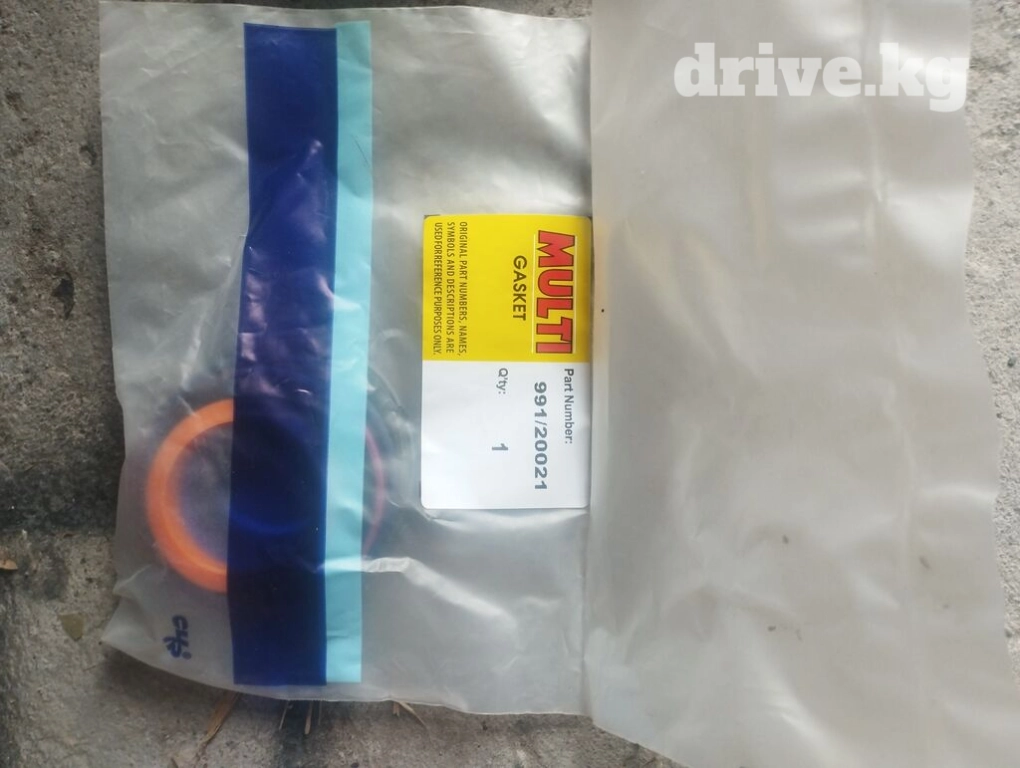 drive.kg
MULTI
GASKET
ORIGINAL PART NUMBERS, NAMES,
SYMBOLS AND DESCRIPTIONS ARE
USED FOR REFERENCE PURPOSES ONLY.
Part Number:
991/20021
Q'ty: 1